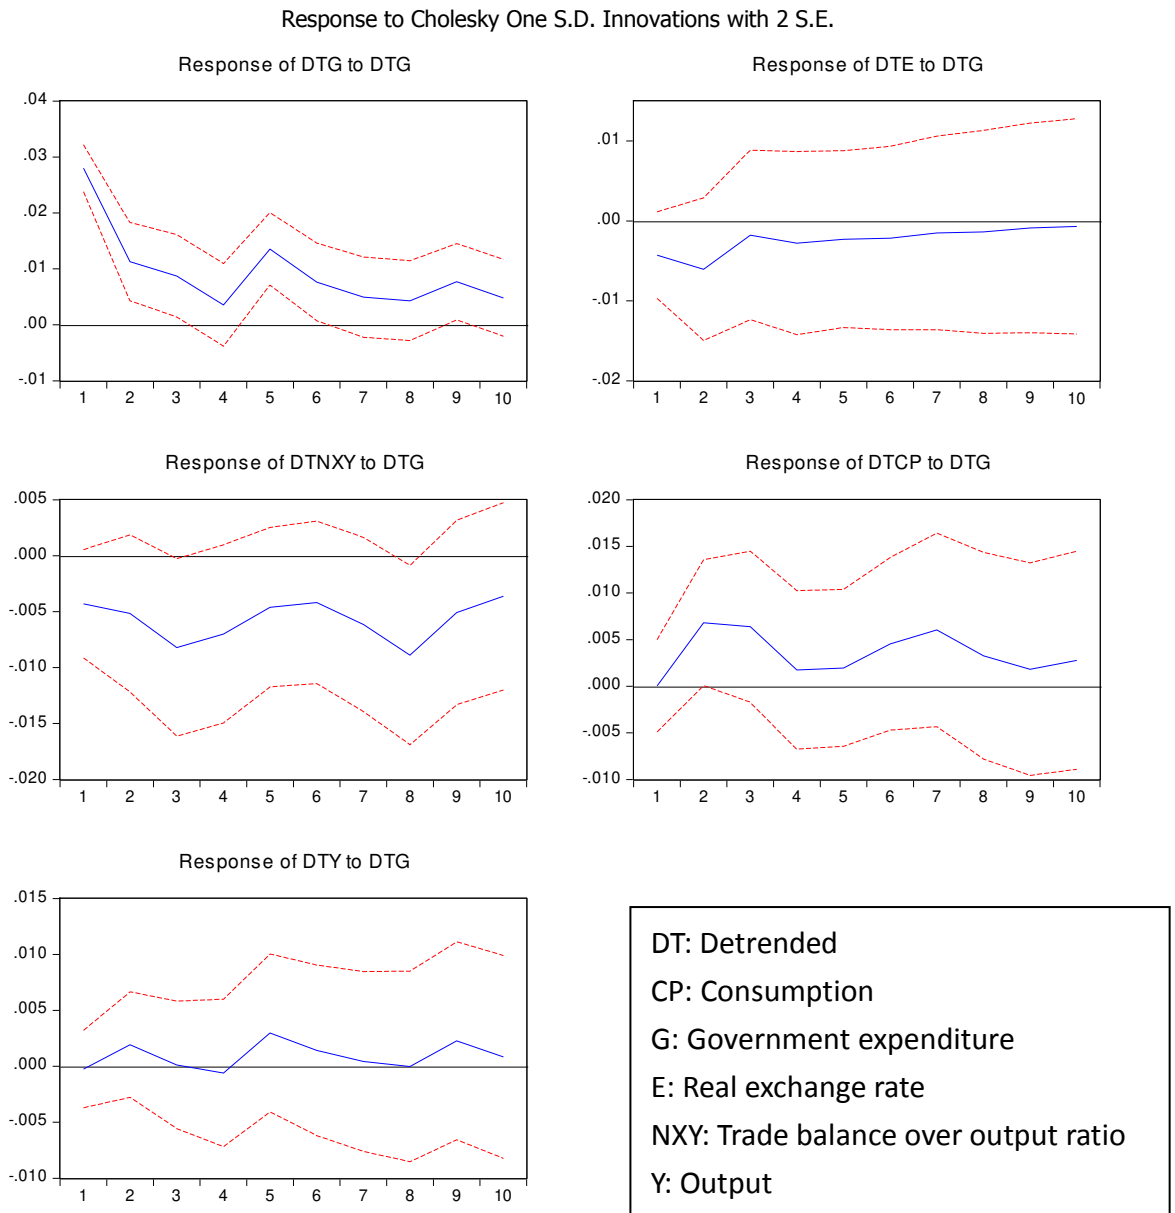 Response to Cholesky One S.D. Innovations with 2 S.E.
Response of DTG to DTG
.04
.03
.02
.01
.00
-.01
1 2 3 4 5 6 7 8 9 10
Response of DTE to DTG
.01
.00
-.01
-.02
1 2 3 4 5 6 7 8 9 10
Response of DTNXY to DTG
.005
.000
-.005
-.010
-.015
-.020
1 2 3 4 5 6 7 8 9 10
Response of DTCP to DTG
.020
.015
.010
.005
.000
-.005
-.010
1 2 3 4 5 6 7 8 9 10
Response of DTY to DTG
.015
.010
.005
.000
-.005
-.010
1 2 3 4 5 6 7 8 9 10
DT: Detrended
CP: Consumption
G: Government expenditure
E: Real exchange rate
NXY: Trade balance over output ratio
Y: Output